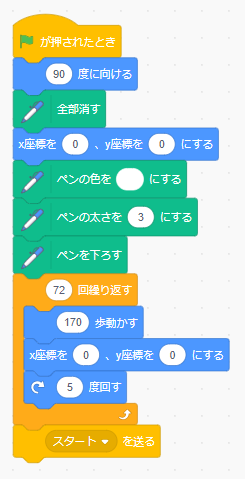 が押されたとき
90 度に向ける
全部消す
x座標を 0 、y座標を 0 にする
ペンの色を にする
ペンの太さを 3 にする
ペンを下ろす
72 回繰り返す
170 歩動かす
x座標を 0 、y座標を 0 にする
5 度回す
スタート を送る